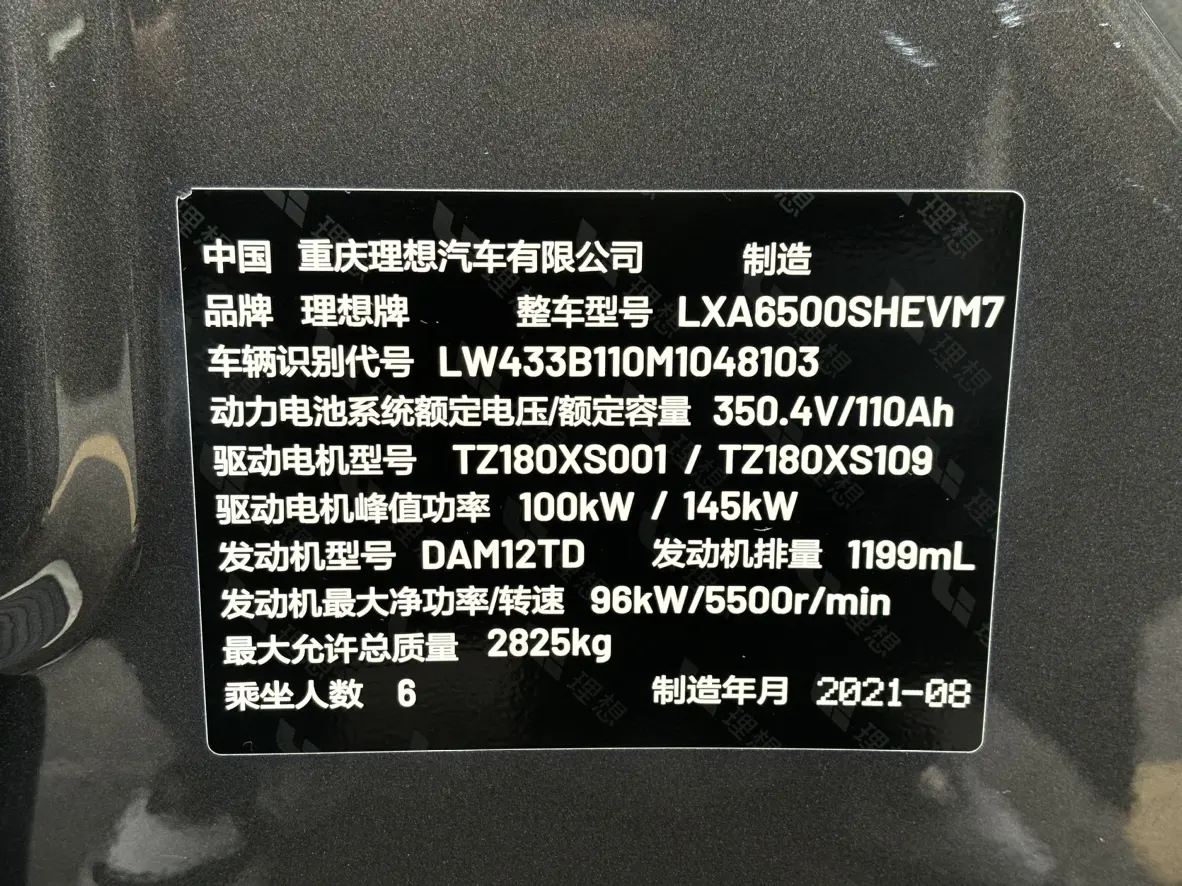 中国 重庆理想汽车有限公司 制造
品牌 理想牌 整车型号 LXA6500SHEVM7
车辆识别代号 LW433B110M1048103
动力电池系统额定电压/额定容量 350.4V/110Ah
驱动电机型号 TZ180XS001 / TZ180XS109
驱动电机峰值功率 100kW / 145kW
发动机型号 DAM12TD 发动机排量 1199mL
发动机最大净功率/转速 96kW/5500r/min
最大允许总质量 2825kg
乘坐人数 6 制造年月 2021-08